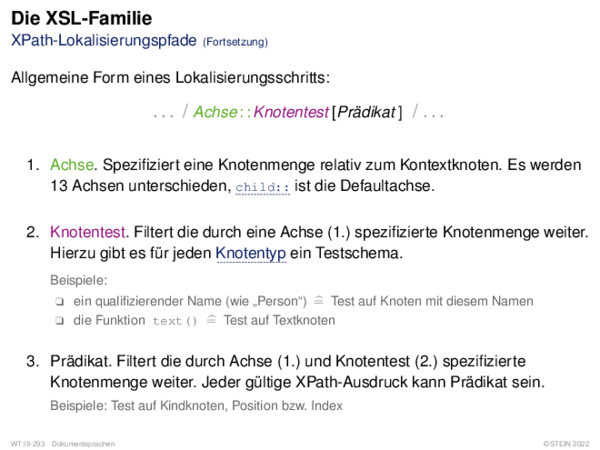 Die XSL-Familie
XPath-Lokalisierungspfade (Fortsetzung)
Allgemeine Form eines Lokalisierungsschritts:
. . . / Achse::Knotentest [Prädikat] / . . .
1. Achse. Spezifiziert eine Knotenmenge relativ zum Kontextknoten. Es werden
13 Achsen unterschieden, child:: ist die Defaultachse.
2. Knotentest. Filtert die durch eine Achse (1.) spezifizierte Knotenmenge weiter.
Hierzu gibt es für jeden Knotentyp ein Testschema.
Beispiele:
❑ ein qualifizierender Name (wie „Person“) ≙ Test auf Knoten mit diesem Namen
❑ die Funktion text() ≙ Test auf Textknoten
3. Prädikat. Filtert die durch Achse (1.) und Knotentest (2.) spezifizierte
Knotenmenge weiter. Jeder gültige XPath-Ausdruck kann Prädikat sein.
Beispiele: Test auf Kindknoten, Position bzw. Index
WT:III-293 Dokumentsprachen
©STEIN 2022